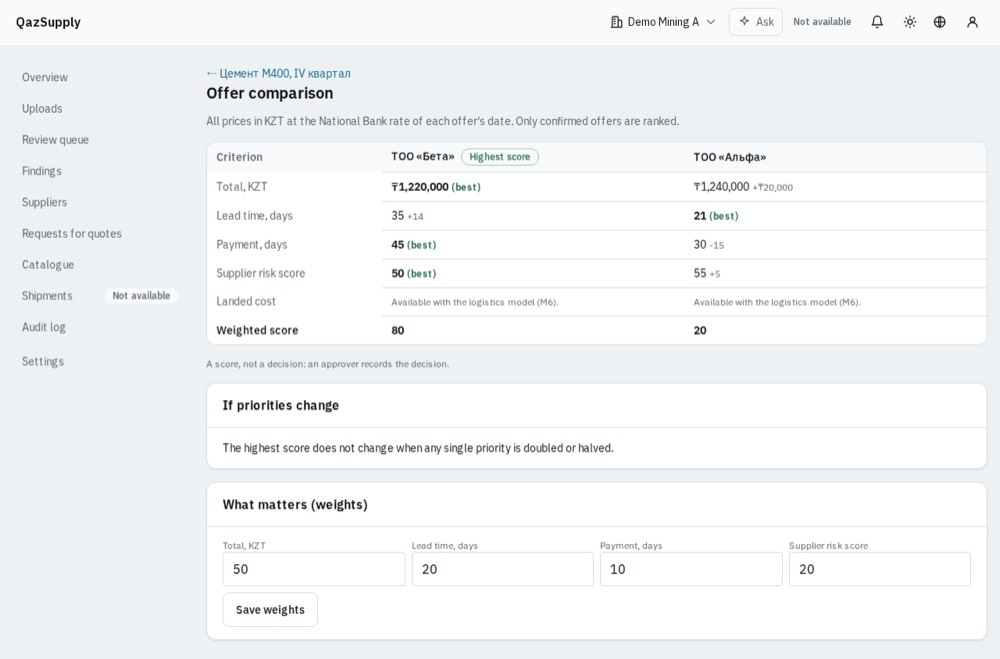 QazSupply
Demo Mining A
Ask
Not available
Overview
Uploads
Review queue
Findings
Suppliers
Requests for quotes
Catalogue
Shipments Not available
Audit log
Settings
← Цемент М400, IV квартал
Offer comparison
All prices in KZT at the National Bank rate of each offer's date. Only confirmed offers are ranked.
Criterion ТОО «Бета» Highest score ТОО «Альфа»
Total, KZT ₸1,220,000 (best) ₸1,240,000 +₸20,000
Lead time, days 35 +14 21 (best)
Payment, days 45 (best) 30 -15
Supplier risk score 50 (best) 55 +5
Landed cost Available with the logistics model (M6). Available with the logistics model (M6).
Weighted score 80 20
A score, not a decision: an approver records the decision.
If priorities change
The highest score does not change when any single priority is doubled or halved.
What matters (weights)
Total, KZT Lead time, days Payment, days Supplier risk score
50 20 10 20
Save weights